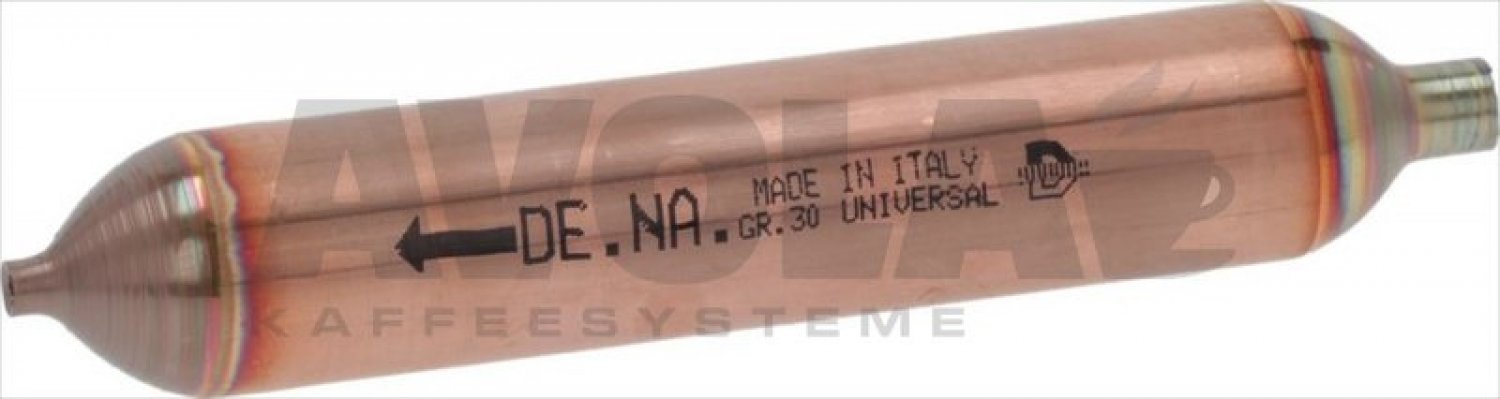 DE.NA. MADE IN ITALY
GR.30 UNIVERSAL D
AVOLA
KAFFEESYSTEME